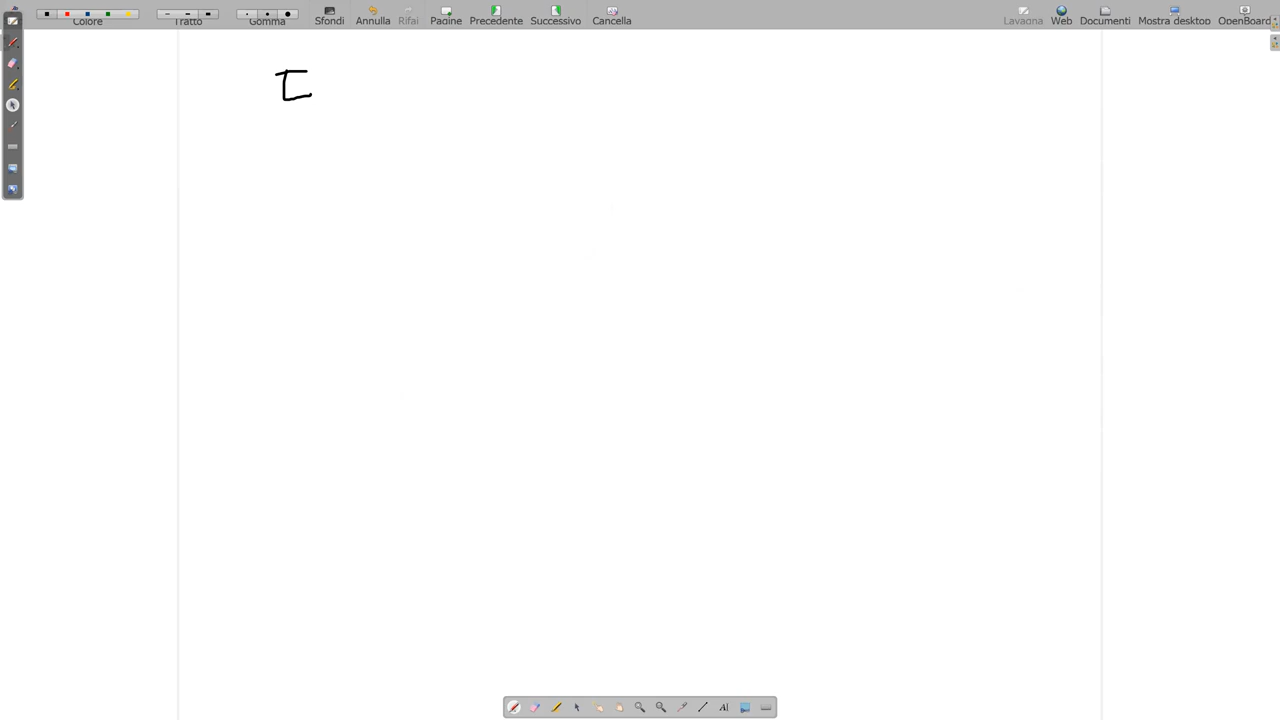 Colore Tratto Gomma Sfondi Annulla Rifai Pagine Precedente Successivo Cancella Lavagna Web Documenti Mostra desktop OpenBoard